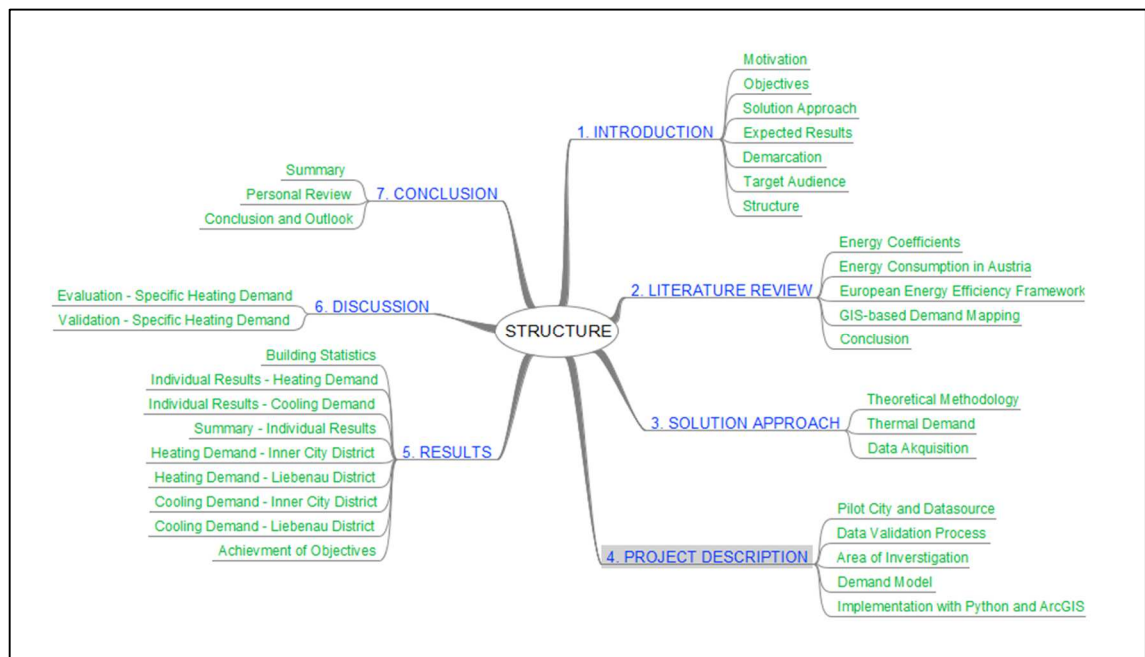 STRUCTURE
1. INTRODUCTION
Motivation
Objectives
Solution Approach
Expected Results
Demarcation
Target Audience
Structure
2. LITERATURE REVIEW
Energy Coefficients
Energy Consumption in Austria
European Energy Efficiency Framework
GIS-based Demand Mapping
Conclusion
3. SOLUTION APPROACH
Theoretical Methodology
Thermal Demand
Data Akquisition
4. PROJECT DESCRIPTION
Pilot City and Datasource
Data Validation Process
Area of Inverstigation
Demand Model
Implementation with Python and ArcGIS
5. RESULTS
Building Statistics
Individual Results - Heating Demand
Individual Results - Cooling Demand
Summary - Individual Results
Heating Demand - Inner City District
Heating Demand - Liebenau District
Cooling Demand - Inner City District
Cooling Demand - Liebenau District
Achievment of Objectives
6. DISCUSSION
Evaluation - Specific Heating Demand
Validation - Specific Heating Demand
7. CONCLUSION
Summary
Personal Review
Conclusion and Outlook